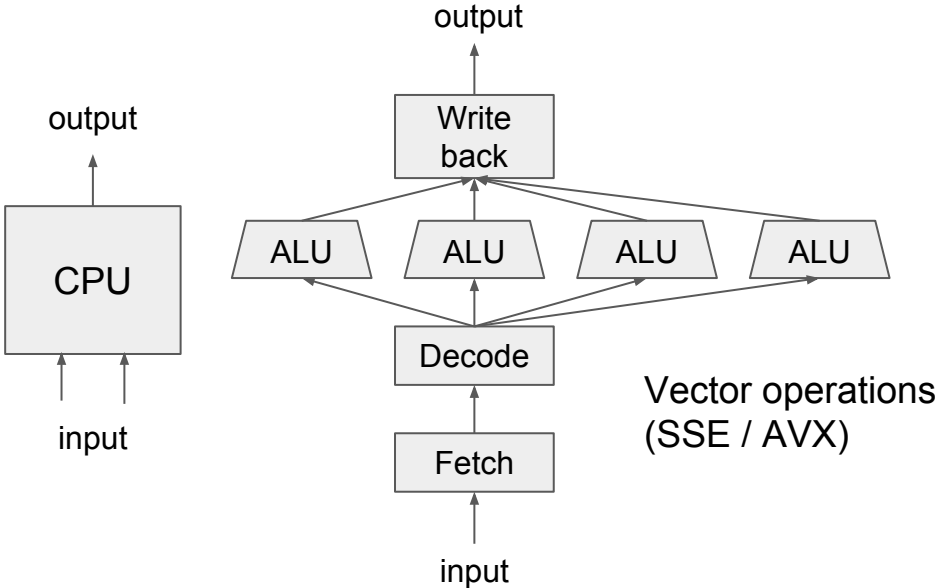 output
CPU
input
output
Write
back
ALU
ALU
ALU
ALU
Decode
Fetch
input
Vector operations
(SSE / AVX)